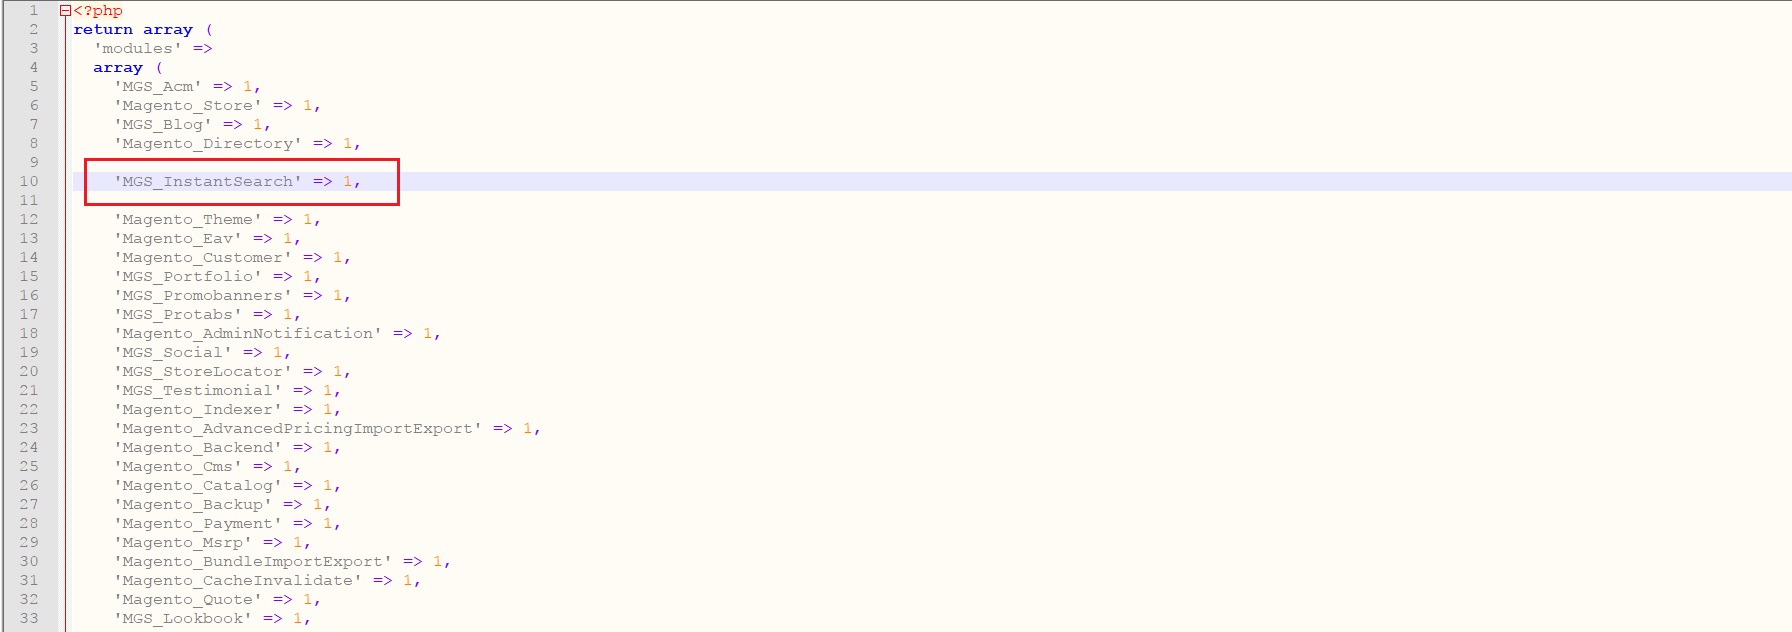 1 <?php
2 return array (
3 'modules' =>
4 array (
5 'MGS_Acm' => 1,
6 'Magento_Store' => 1,
7 'MGS_Blog' => 1,
8 'Magento_Directory' => 1,
9
10 'MGS_InstantSearch' => 1,
11
12 'Magento_Theme' => 1,
13 'Magento_Eav' => 1,
14 'Magento_Customer' => 1,
15 'MGS_Portfolio' => 1,
16 'MGS_Promobanners' => 1,
17 'MGS_Protabs' => 1,
18 'Magento_AdminNotification' => 1,
19 'MGS_Social' => 1,
20 'MGS_StoreLocator' => 1,
21 'MGS_Testimonial' => 1,
22 'Magento_Indexer' => 1,
23 'Magento_AdvancedPricingImportExport' => 1,
24 'Magento_Backend' => 1,
25 'Magento_Cms' => 1,
26 'Magento_Catalog' => 1,
27 'Magento_Backup' => 1,
28 'Magento_Payment' => 1,
29 'Magento_Msrp' => 1,
30 'Magento_BundleImportExport' => 1,
31 'Magento_CacheInvalidate' => 1,
32 'Magento_Quote' => 1,
33 'MGS_Lookbook' => 1,